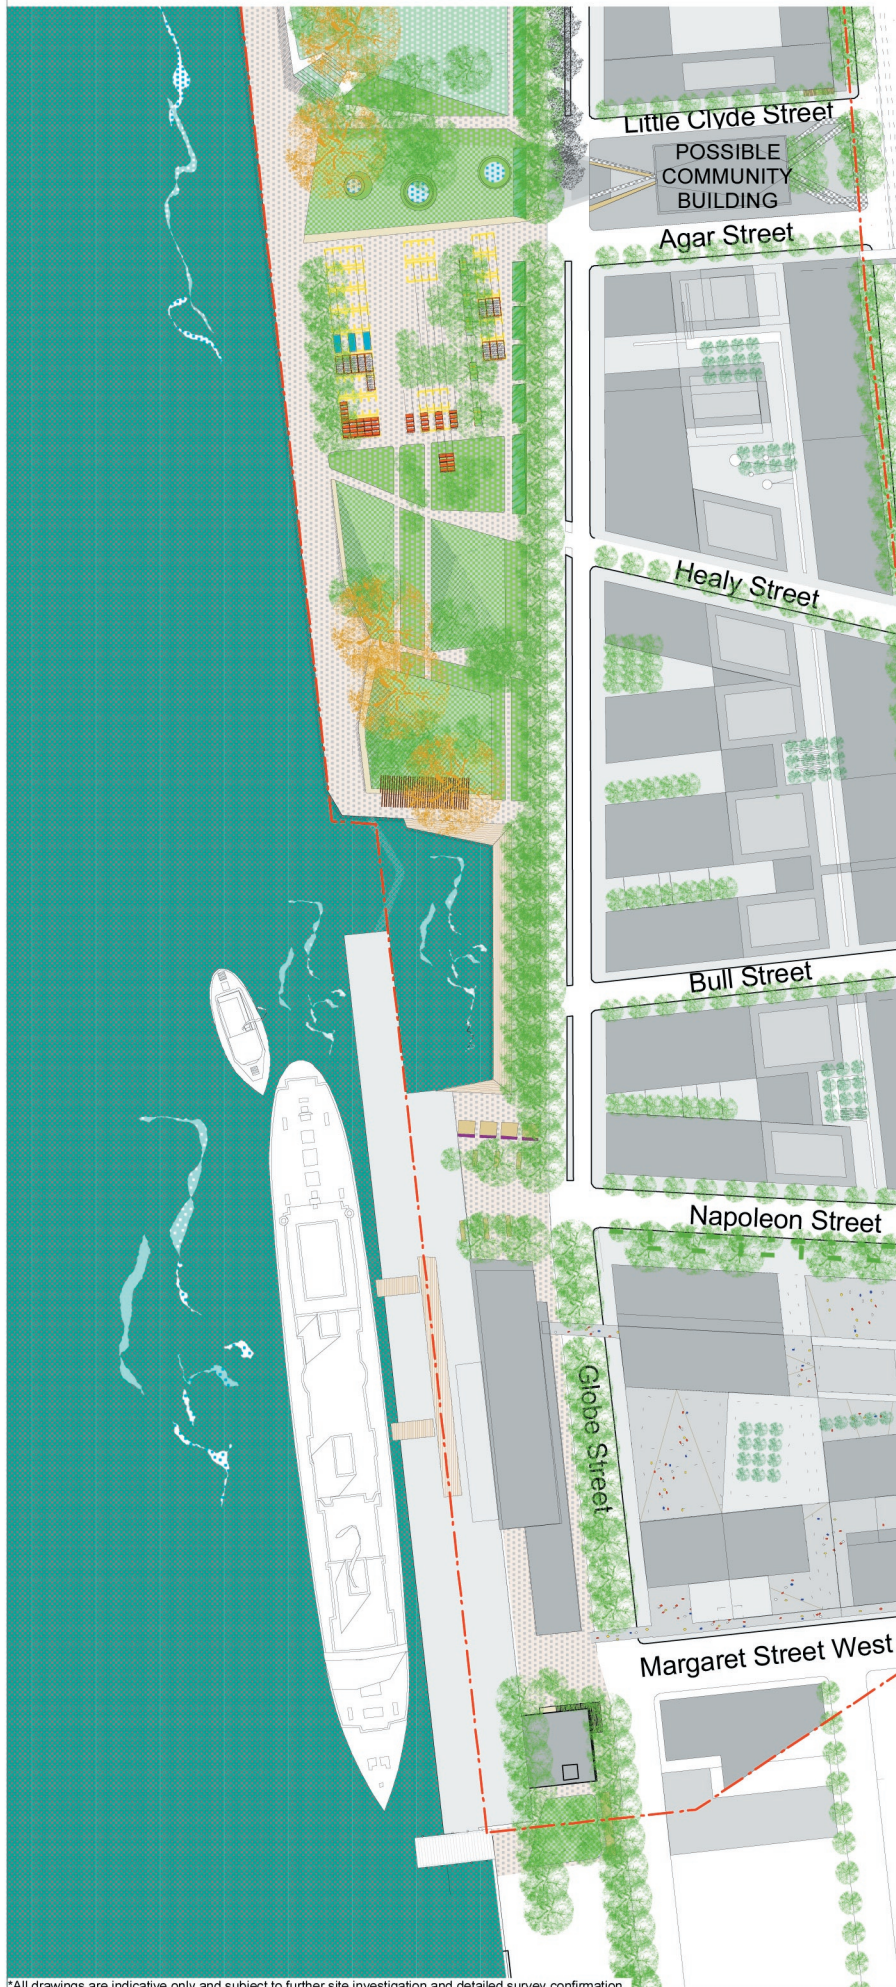 Little Clyde Street
POSSIBLE
COMMUNITY
BUILDING
Agar Street
Healy Street
Bull Street
Napoleon Street
Globe Street
Margaret Street West
*All drawings are indicative only and subject to further site investigation and detailed survey confirmation